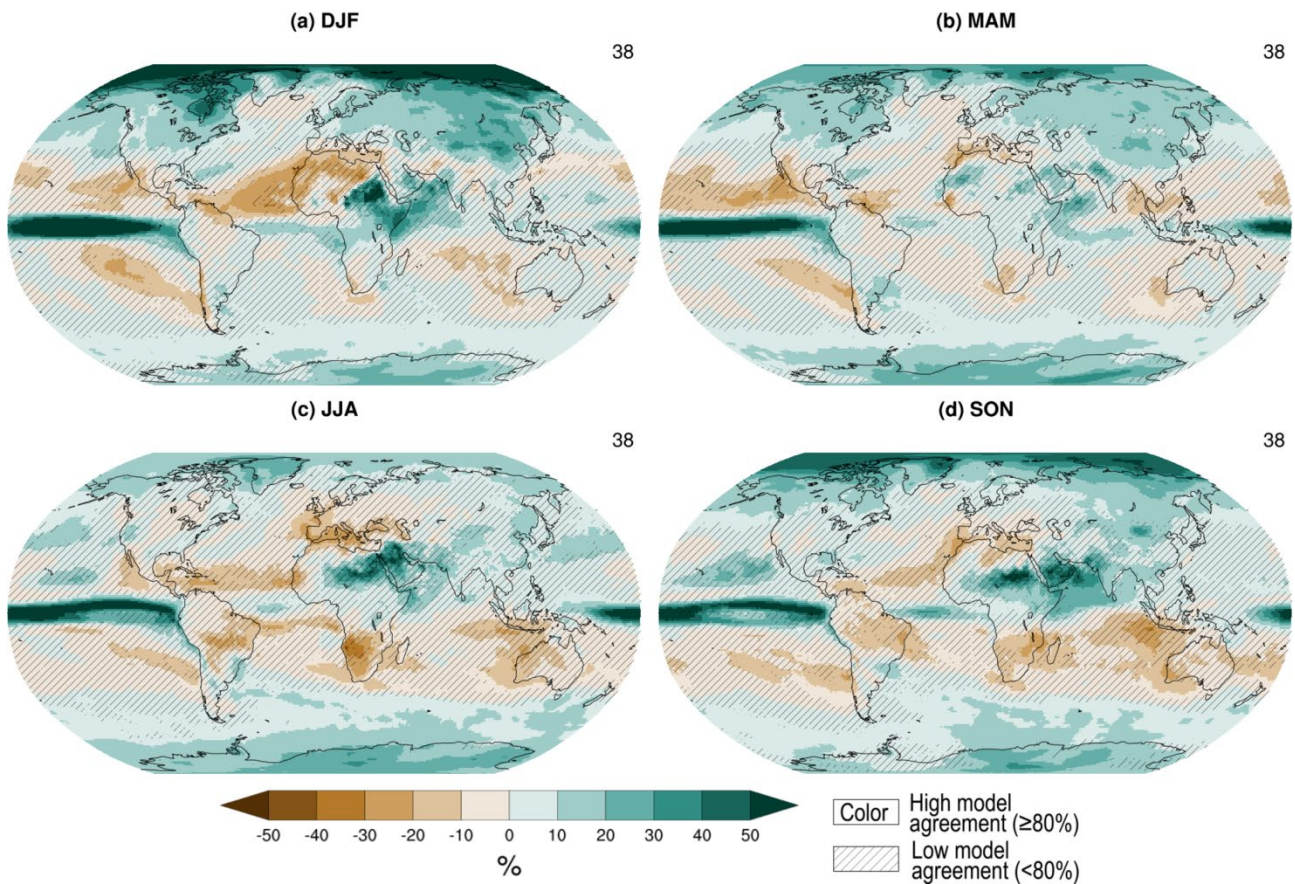 (a) DJF
(b) MAM
38
38
(c) JJA
(d) SON
38
38
-50 -40 -30 -20 -10 0 10 20 30 40 50
%
Color
High model
agreement (≥80%)
Low model
agreement (<80%)